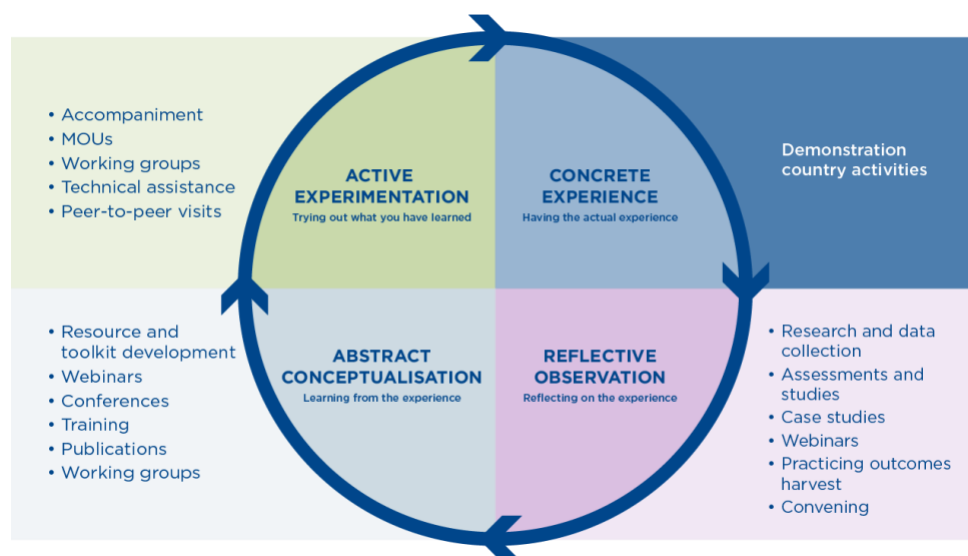 • Accompaniment
• MOUs
• Working groups
• Technical assistance
• Peer-to-peer visits
ACTIVE
EXPERIMENTATION
Trying out what you have learned
CONCRETE
EXPERIENCE
Having the actual experience
Demonstration
country activities
• Resource and
toolkit development
• Webinars
• Conferences
• Training
• Publications
• Working groups
ABSTRACT
CONCEPTUALISATION
Learning from the experience
REFLECTIVE
OBSERVATION
Reflecting on the experience
• Research and data
collection
• Assessments and
studies
• Case studies
• Webinars
• Practicing outcomes
harvest
• Convening